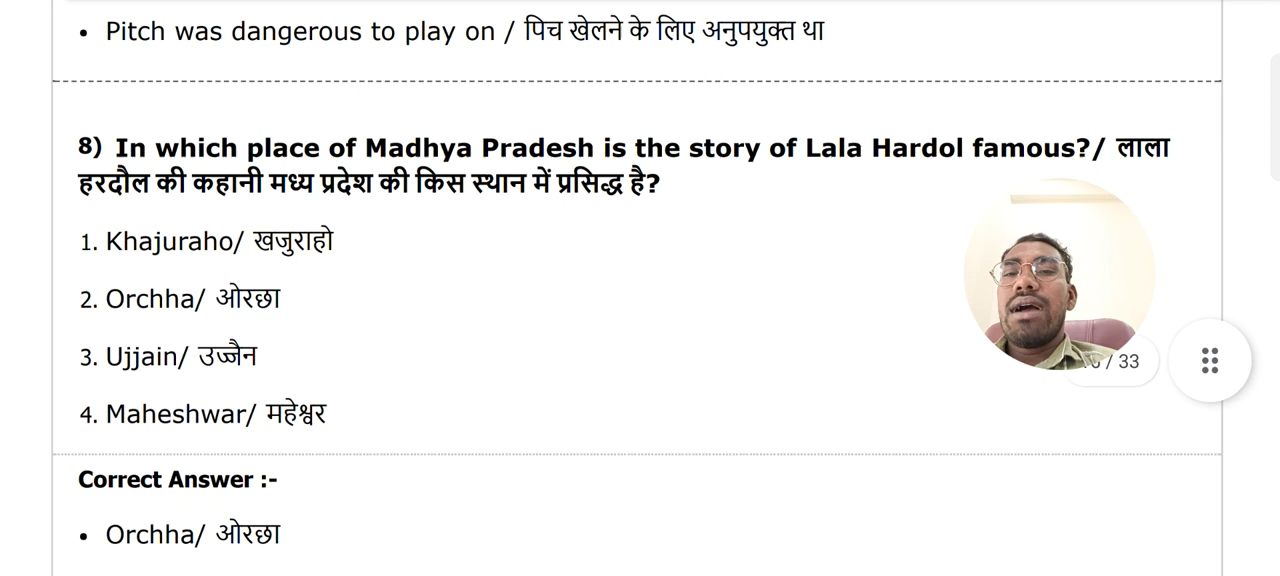 • Pitch was dangerous to play on / पिच खेलने के लिए अनुपयुक्त था
8) In which place of Madhya Pradesh is the story of Lala Hardol famous?/ लाला
हरदौल की कहानी मध्य प्रदेश की किस स्थान में प्रसिद्ध है?
1. Khajuraho/ खजुराहो
2. Orchha/ ओरछा
3. Ujjain/ उज्जैन
/ 33
4. Maheshwar/ महेश्वर
Correct Answer :-
• Orchha/ ओरछा